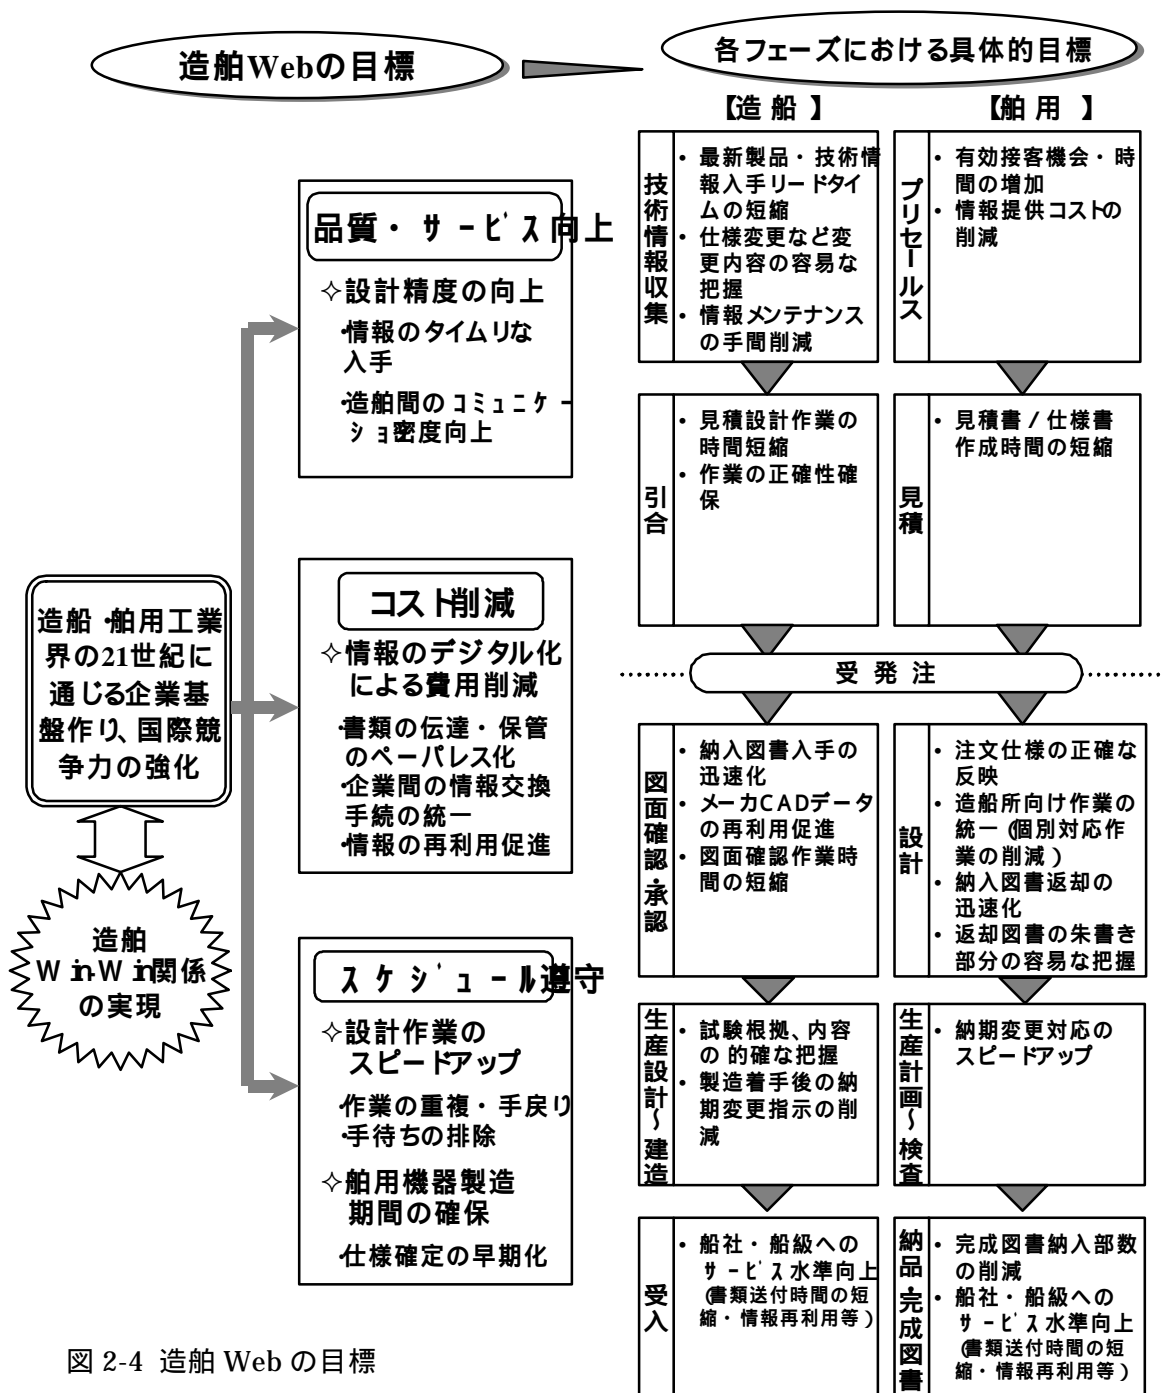 造舶Webの目標
各フェーズにおける具体的目標
造船・舶用工業
界の21世紀に
通じる企業基
盤作り、国際競
争力の強化
造舶
Win-Win関係
の実現
品質・サービス向上
✧設計精度の向上
・情報のタイムリな
入手
・造舶間のコミュニケー
ショ密度向上
コスト削減
✧情報のデジタル化
による費用削減
・書類の伝達・保管
のペーパレス化
・企業間の情報交換
手続の統一
・情報の再利用促進
スケジュール遵守
✧設計作業の
スピードアップ
・作業の重複・手戻り
・手待ちの排除
✧舶用機器製造
期間の確保
・仕様確定の早期化
【造船】
技術情報収集
• 最新製品・技術情
報入手リードタイ
ムの短縮
• 仕様変更など変
更内容の容易な
把握
• 情報メンテナンス
の手間削減
引合
• 見積設計作業の
時間短縮
• 作業の正確性確
保
【舶用】
プリセールス
• 有効接客機会・時
間の増加
• 情報提供コストの
削減
見積
• 見積書/仕様書
作成時間の短縮
受発注
図面確認・承認
• 納入図書入手の
迅速化
• メーカCADデータ
の再利用促進
• 図面確認作業時
間の短縮
生産設計~建造
• 試験根拠、内容
の的確な把握
• 製造着手後の納
期変更指示の削
減
受入
• 船社・船級への
サービス水準向上
(書類送付時間の短
縮・情報再利用等)
設計
• 注文仕様の正確な
反映
• 造船所向け作業の
統一(個別対応作
業の削減)
• 納入図書返却の
迅速化
• 返却図書の朱書き
部分の容易な把握
生産計画~検査
• 納期変更対応の
スピードアップ
納品・完成図書
• 完成図書納入部数
の削減
• 船社・船級への
サービス水準向上
(書類送付時間の短
縮・情報再利用等)
図 2-4 造舶 Web の目標